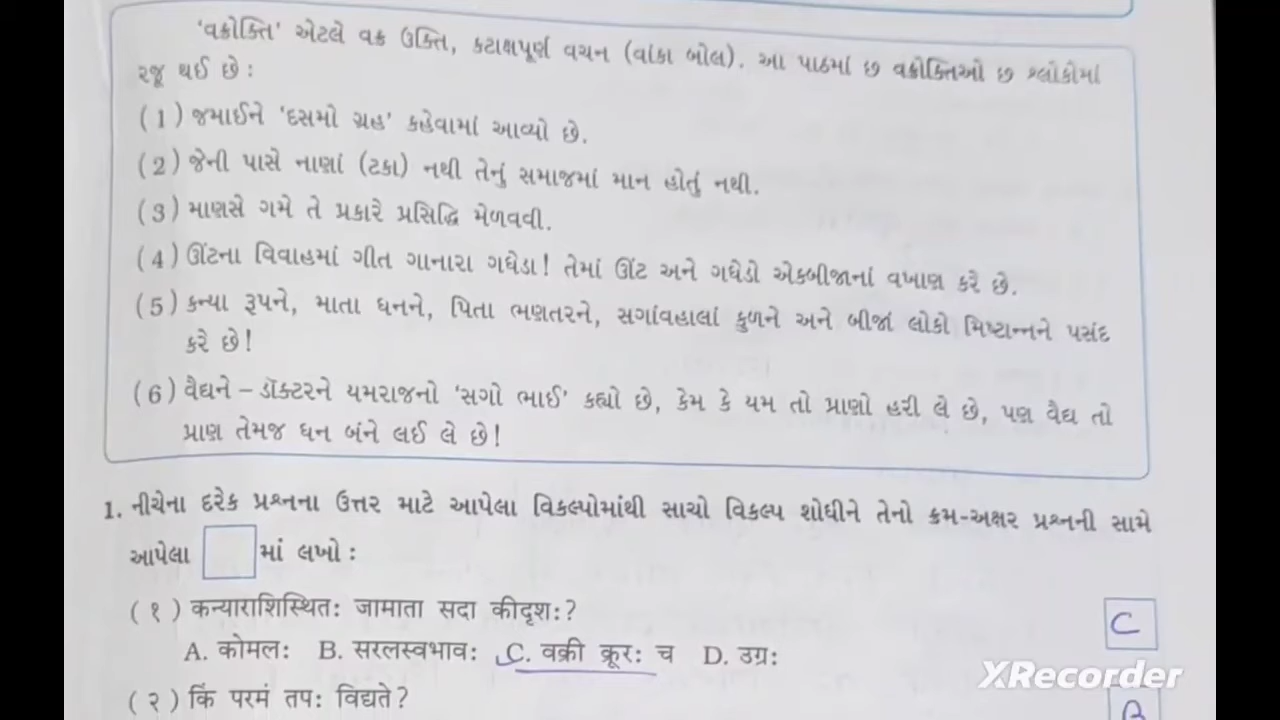 'વક્રોક્તિ' એટલે વક્ર ઉક્તિ, કટાક્ષપૂર્ણ વચન (વાંકા બોલ). આ પાઠમાં છ વક્રોક્તિઓ છ શ્લોકોમાં
રજૂ થઈ છે :
(1) જમાઈને 'દસમો ગ્રહ' કહેવામાં આવ્યો છે.
(2) જેની પાસે નાણાં (ટકા) નથી તેનું સમાજમાં માન હોતું નથી.
(3) માણસે ગમે તે પ્રકારે પ્રસિદ્ધિ મેળવવી.
(4) ઊંટના વિવાહમાં ગીત ગાનારા ગધેડા! તેમાં ઊંટ અને ગધેડો એકબીજાનાં વખાણ કરે છે.
(5) કન્યા રૂપને, માતા ધનને, પિતા ભણતરને, સગાંવહાલાં કુળને અને બીજાં લોકો મિષ્ટાન્નને પસંદ
કરે છે!
(6) વૈદ્યને – ડૉક્ટરને યમરાજનો 'સગો ભાઈ' કહ્યો છે, કેમ કે યમ તો પ્રાણો હરી લે છે, પણ વૈદ્ય તો
પ્રાણ તેમજ ધન બંને લઈ લે છે!
1. નીચેના દરેક પ્રશ્નના ઉત્તર માટે આપેલા વિકલ્પોમાંથી સાચો વિકલ્પ શોધીને તેનો ક્રમ-અક્ષર પ્રશ્નની સામે
આપેલા માં લખો :
(१) कन्याराशिस्थितः जामाता सदा कीदृशः? C
A. कोमलः B. सरलस्वभावः C. वक्री क्रूरः च D. उग्रः
XRecorder
(२) किं परमं तपः विद्यते? B